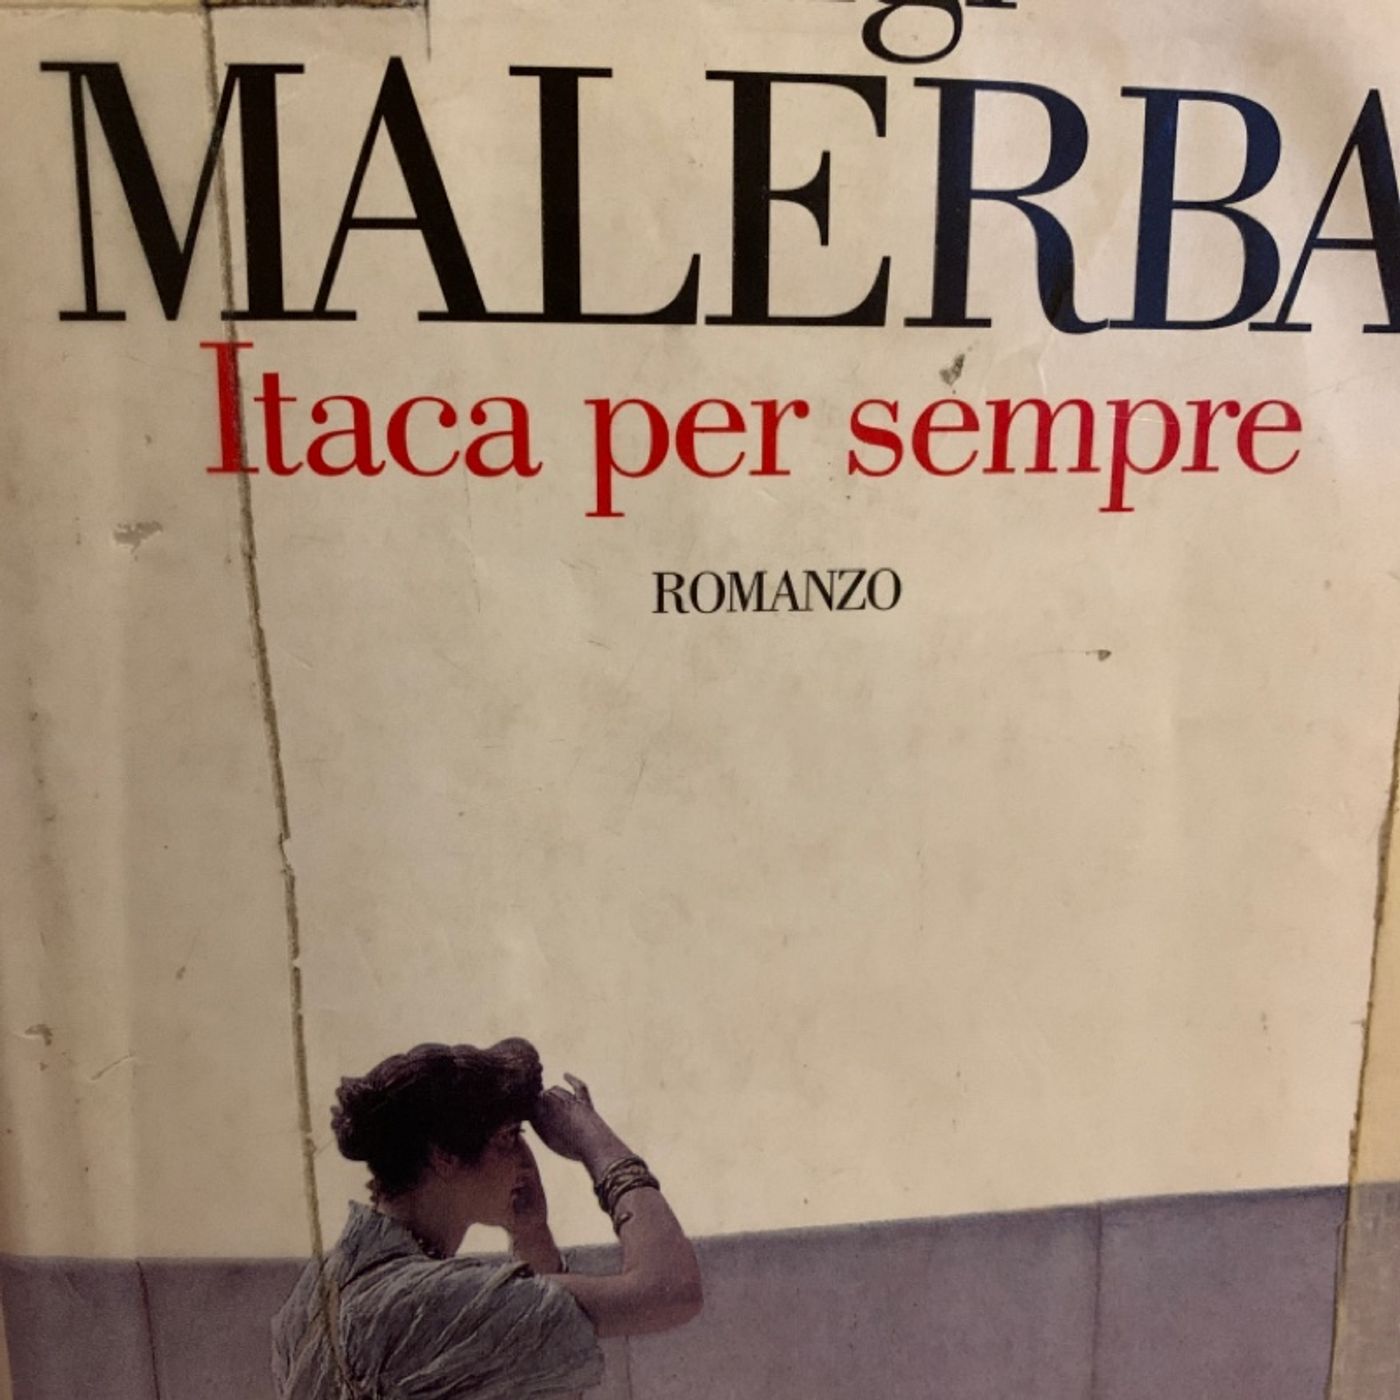 MALERBA
Itaca per sempre
ROMANZO